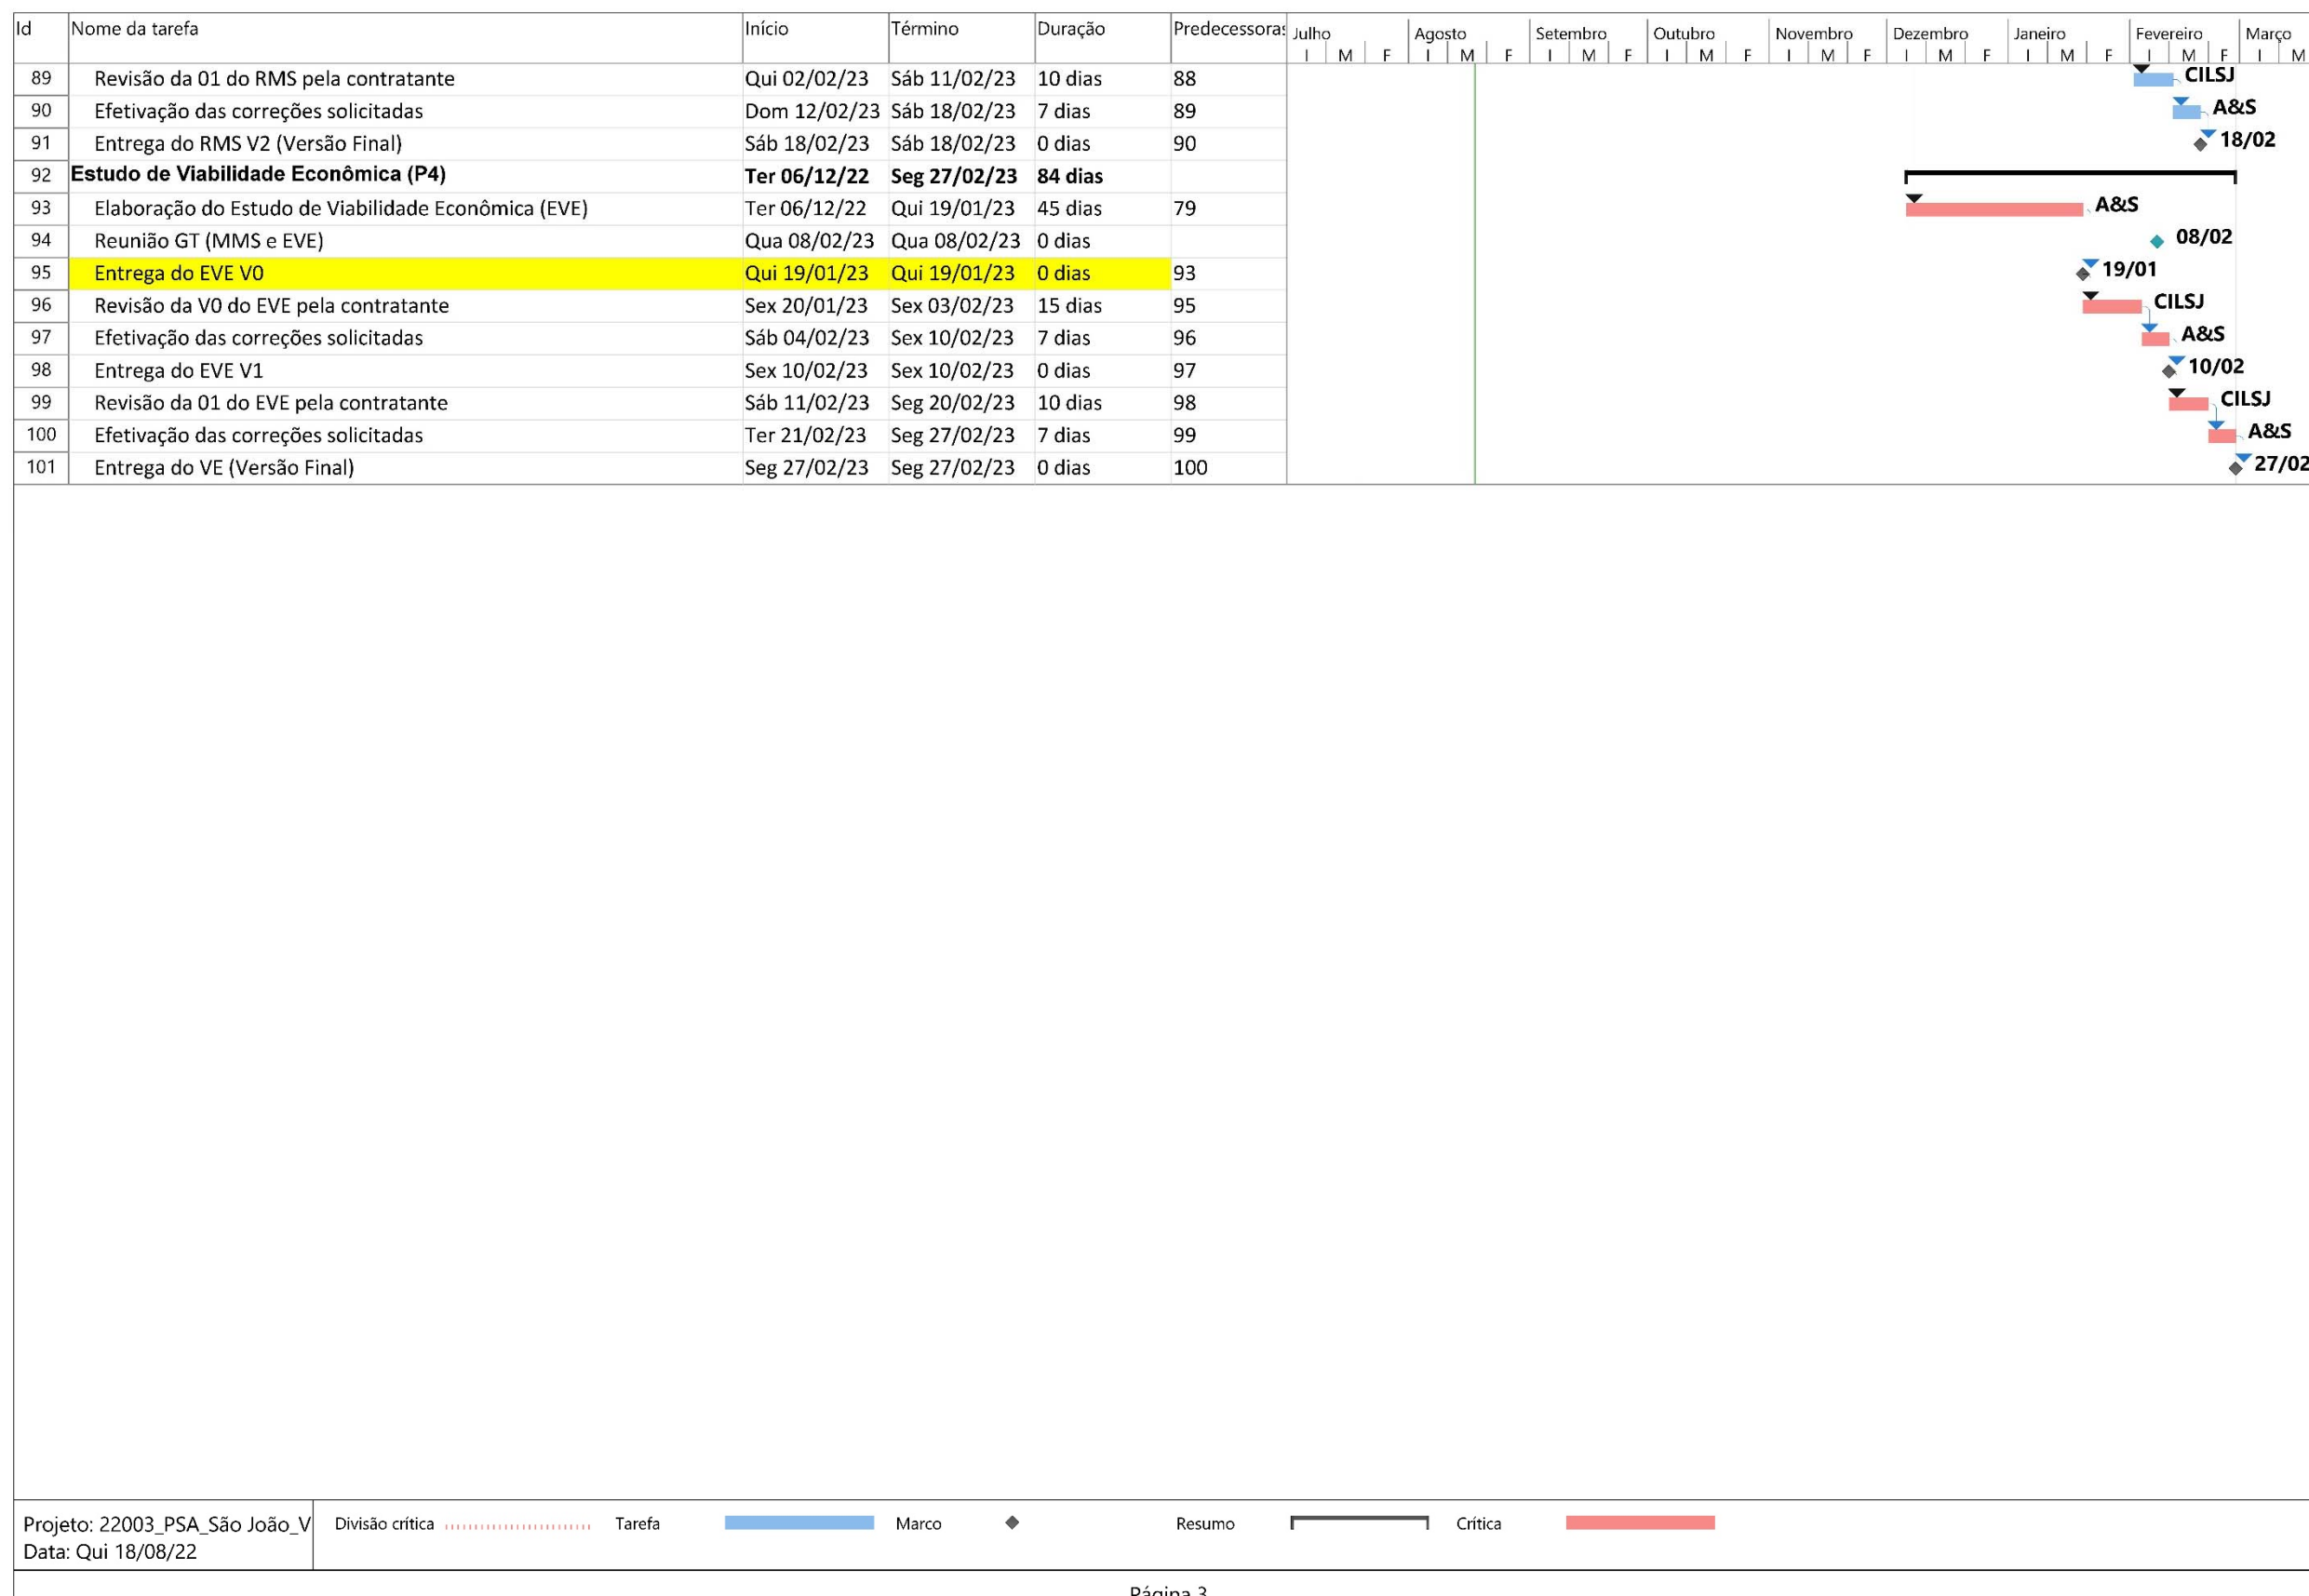 Id Nome da tarefa Início Término Duração Predecessoras Julho Agosto Setembro Outubro Novembro Dezembro Janeiro Fevereiro Março
I M F I M F I M F I M F I M F I M F I M F I M F I M
89 Revisão da 01 do RMS pela contratante Qui 02/02/23 Sáb 11/02/23 10 dias 88 CILSJ
90 Efetivação das correções solicitadas Dom 12/02/23 Sáb 18/02/23 7 dias 89 A&S
91 Entrega do RMS V2 (Versão Final) Sáb 18/02/23 Sáb 18/02/23 0 dias 90 18/02
92 Estudo de Viabilidade Econômica (P4) Ter 06/12/22 Seg 27/02/23 84 dias
93 Elaboração do Estudo de Viabilidade Econômica (EVE) Ter 06/12/22 Qui 19/01/23 45 dias 79 A&S
94 Reunião GT (MMS e EVE) Qua 08/02/23 Qua 08/02/23 0 dias 08/02
95 Entrega do EVE V0 Qui 19/01/23 Qui 19/01/23 0 dias 93 19/01
96 Revisão da V0 do EVE pela contratante Sex 20/01/23 Sex 03/02/23 15 dias 95 CILSJ
97 Efetivação das correções solicitadas Sáb 04/02/23 Sex 10/02/23 7 dias 96 A&S
98 Entrega do EVE V1 Sex 10/02/23 Sex 10/02/23 0 dias 97 10/02
99 Revisão da 01 do EVE pela contratante Sáb 11/02/23 Seg 20/02/23 10 dias 98 CILSJ
100 Efetivação das correções solicitadas Ter 21/02/23 Seg 27/02/23 7 dias 99 A&S
101 Entrega do VE (Versão Final) Seg 27/02/23 Seg 27/02/23 0 dias 100 27/02
Projeto: 22003_PSA_São João_V Divisão crítica Tarefa Marco Resumo Crítica
Data: Qui 18/08/22
Página 3